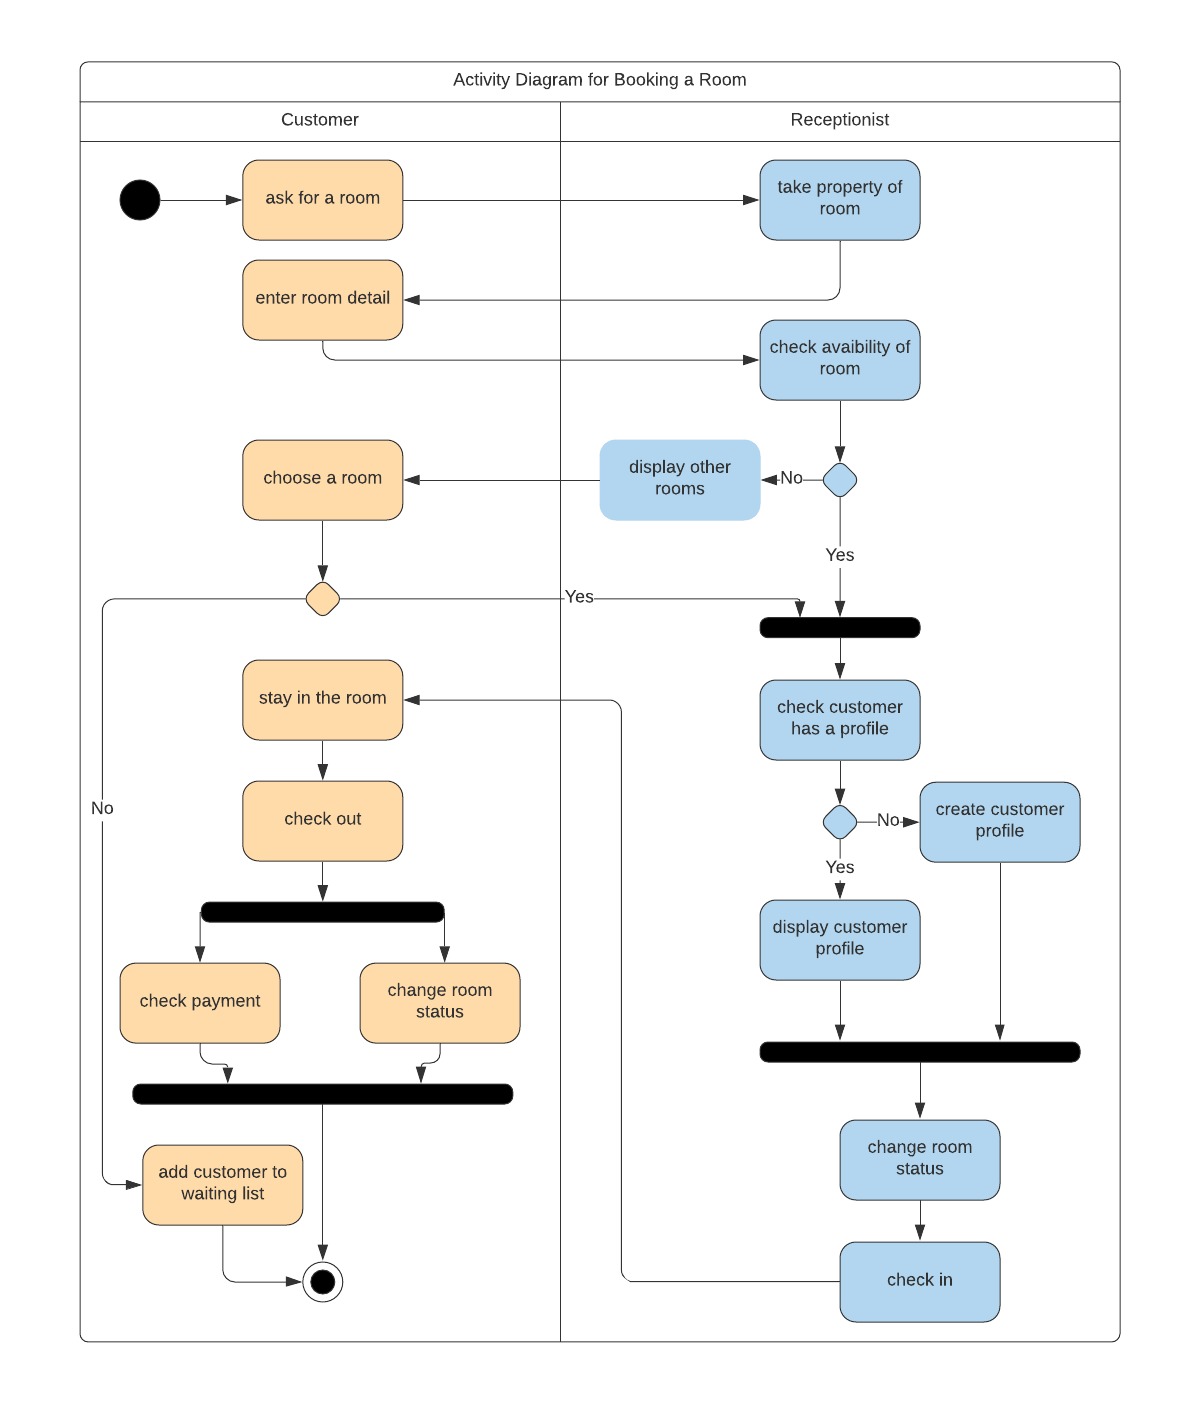 Activity Diagram for Booking a Room
Customer
Receptionist
ask for a room
take property of
room
enter room detail
check avaibility of
room
choose a room
display other
rooms
No
Yes
Yes
stay in the room
check customer
has a profile
No
check out
No
create customer
profile
Yes
display customer
profile
check payment
change room
status
add customer to
waiting list
change room
status
check in